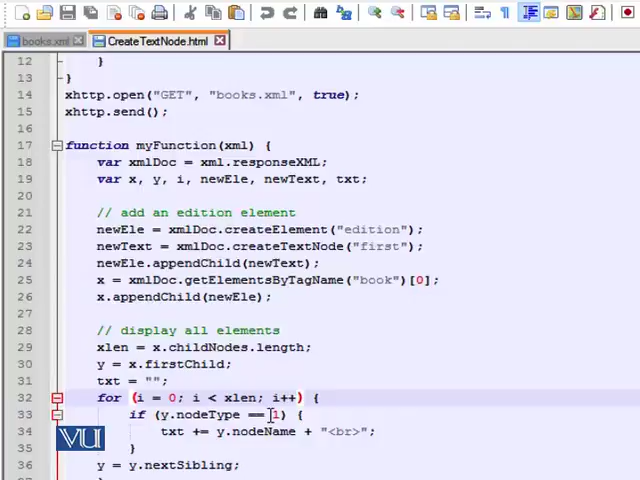 books.xml CreateTextNode.html
12 }
13 }
14 xhttp.open("GET", "books.xml", true);
15 xhttp.send();
16
17 function myFunction(xml) {
18 var xmlDoc = xml.responseXML;
19 var x, y, i, newEle, newText, txt;
20
21 // add an edition element
22 newEle = xmlDoc.createElement("edition");
23 newText = xmlDoc.createTextNode("first");
24 newEle.appendChild(newText);
25 x = xmlDoc.getElementsByTagName("book")[0];
26 x.appendChild(newEle);
27
28 // display all elements
29 xlen = x.childNodes.length;
30 y = x.firstChild;
31 txt = "";
32 for (i = 0; i < xlen; i++) {
33 if (y.nodeType == 1) {
34 txt += y.nodeName + "<br>";
35 }
36 y = y.nextSibling;
VU